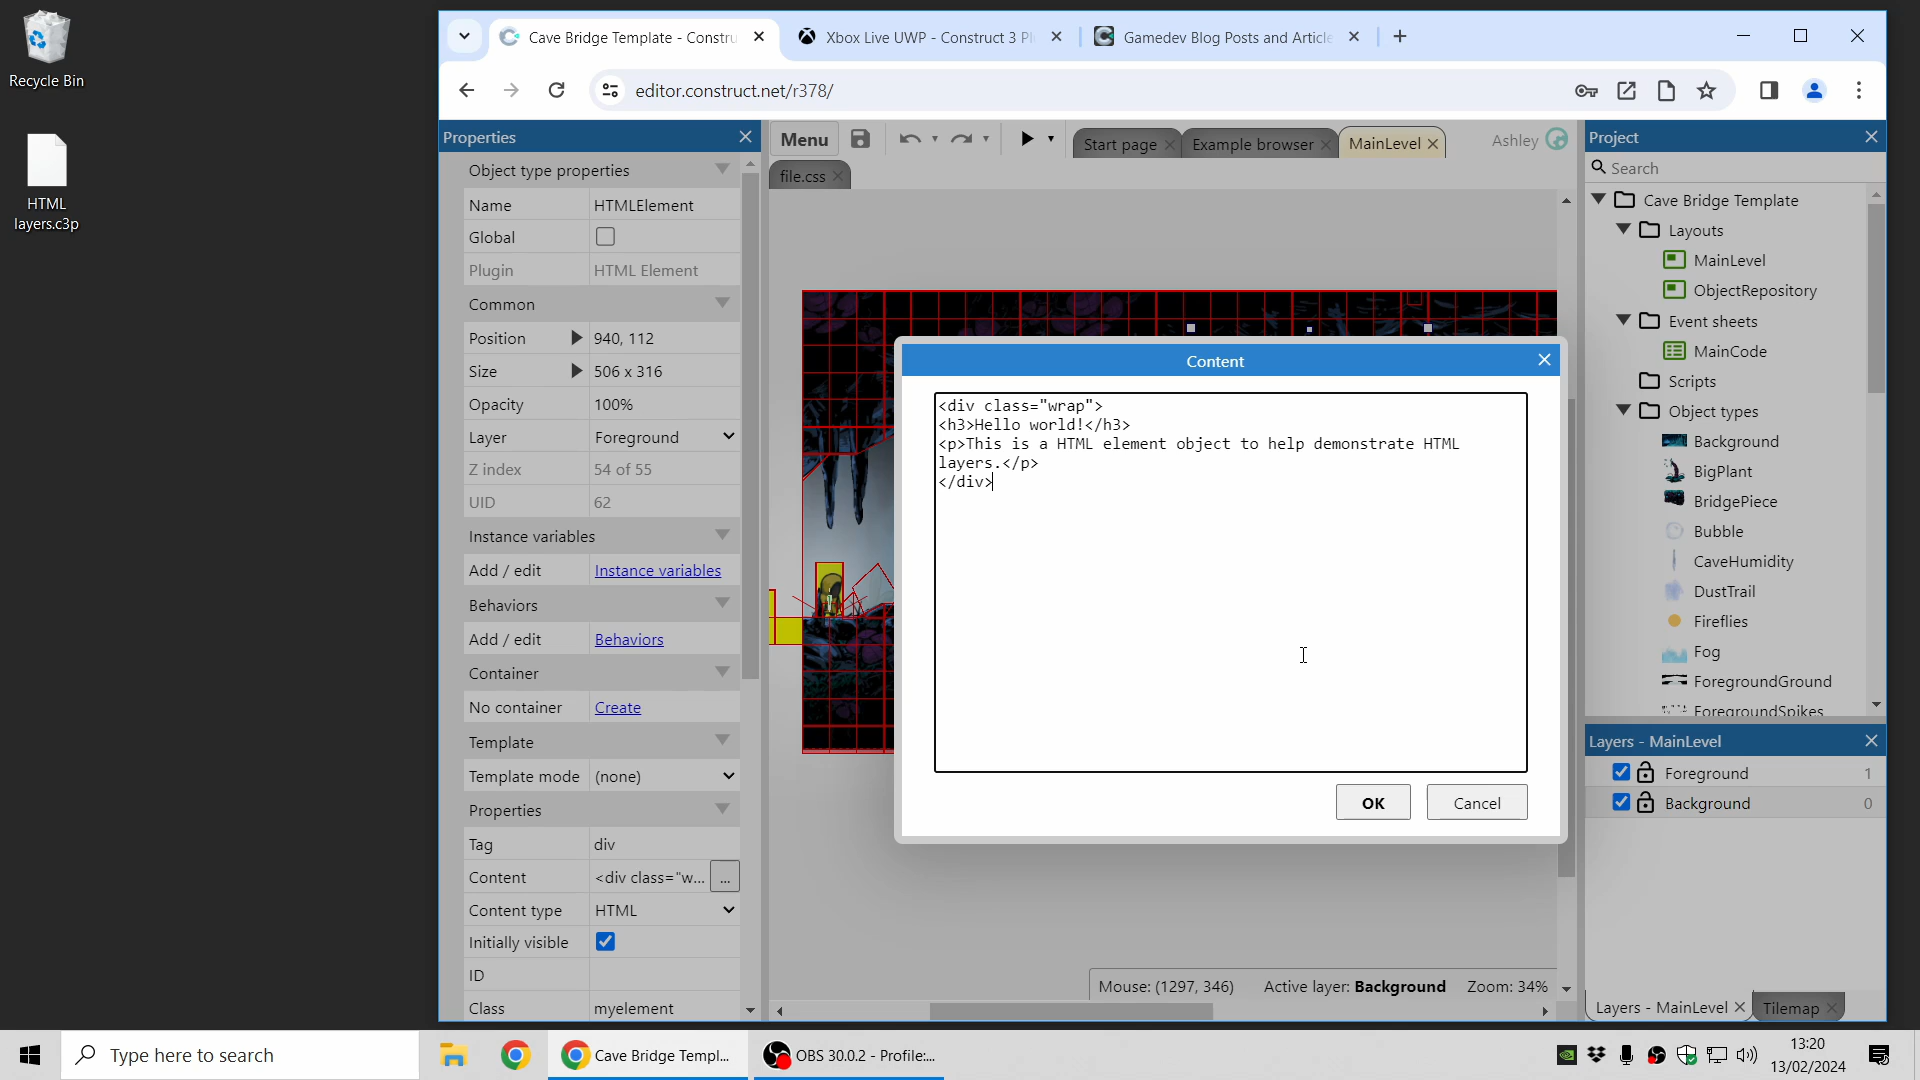 Recycle Bin
HTML
layers.c3p
Cave Bridge Template - Constru
Xbox Live UWP - Construct 3 Pl
Gamedev Blog Posts and Article
editor.construct.net/r378/
Properties
Object type properties
Name HTMLElement
Global
Plugin HTML Element
Common
Position 940, 112
Size 506 x 316
Opacity 100%
Layer Foreground
Z index 54 of 55
UID 62
Instance variables
Add / edit Instance variables
Behaviors
Add / edit Behaviors
Container
No container Create
Template
Template mode (none)
Properties
Tag div
Content <div class="w... ...
Content type HTML
Initially visible
ID
Class myelement
Menu
Start page
Example browser
MainLevel
Ashley
file.css
Content
<div class="wrap">
<h3>Hello world!</h3>
<p>This is a HTML element object to help demonstrate HTML
layers.</p>
</div>
OK
Cancel
Mouse: (1297, 346) Active layer: Background Zoom: 34%
Project
Search
Cave Bridge Template
Layouts
MainLevel
ObjectRepository
Event sheets
MainCode
Scripts
Object types
Background
BigPlant
BridgePiece
Bubble
CaveHumidity
DustTrail
Fireflies
Fog
ForegroundGround
ForegroundSpikes
Layers - MainLevel
Foreground 1
Background 0
Layers - MainLevel
Tilemap
Type here to search
Cave Bridge Templ...
OBS 30.0.2 - Profile:...
13:20
13/02/2024